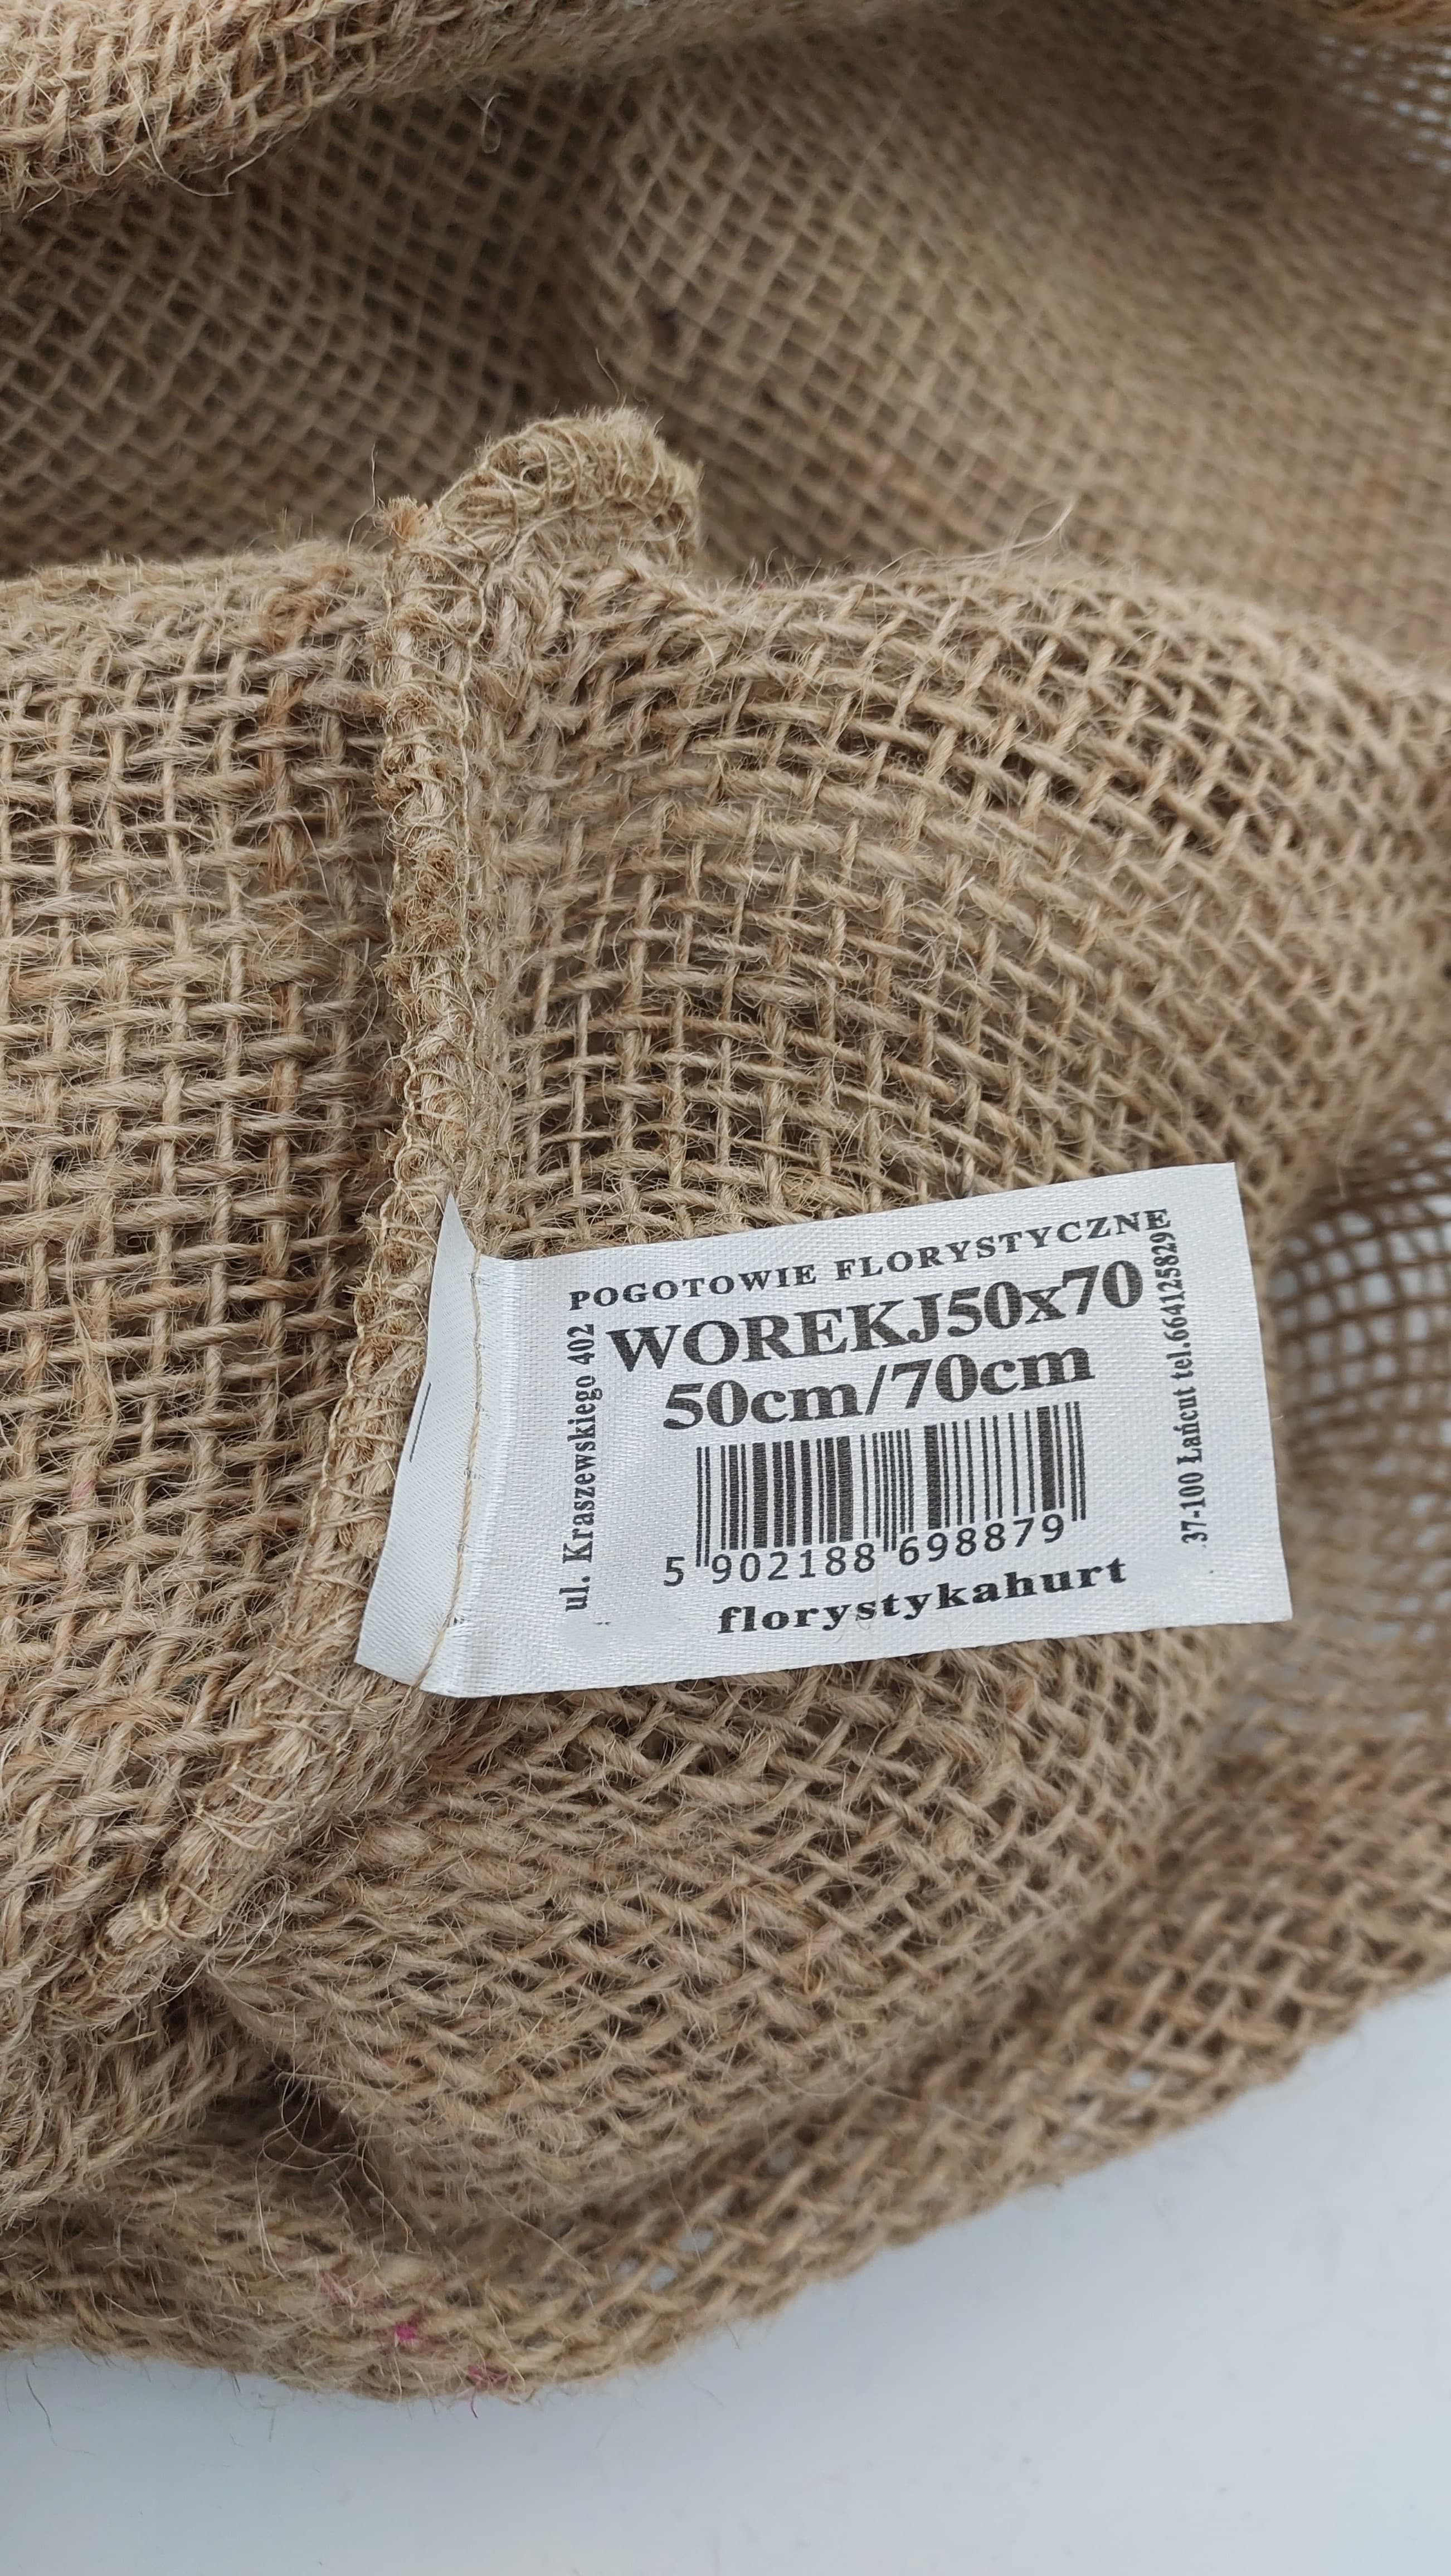 POGOTOWIE FLORYSTYCZNE
WOREKJ50x70
50cm/70cm
5 902188 698879
florystykahurt
ul. Kraszewskiego 402
37-100 Łańcut tel.664125829